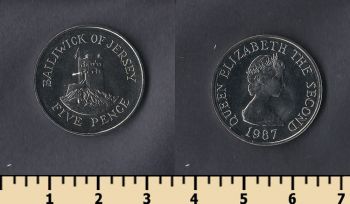 BAILIWICK OF JERSEY
FIVE PENCE
QUEEN ELIZABETH THE SECOND
1987
1 2 3 4 5 6 7